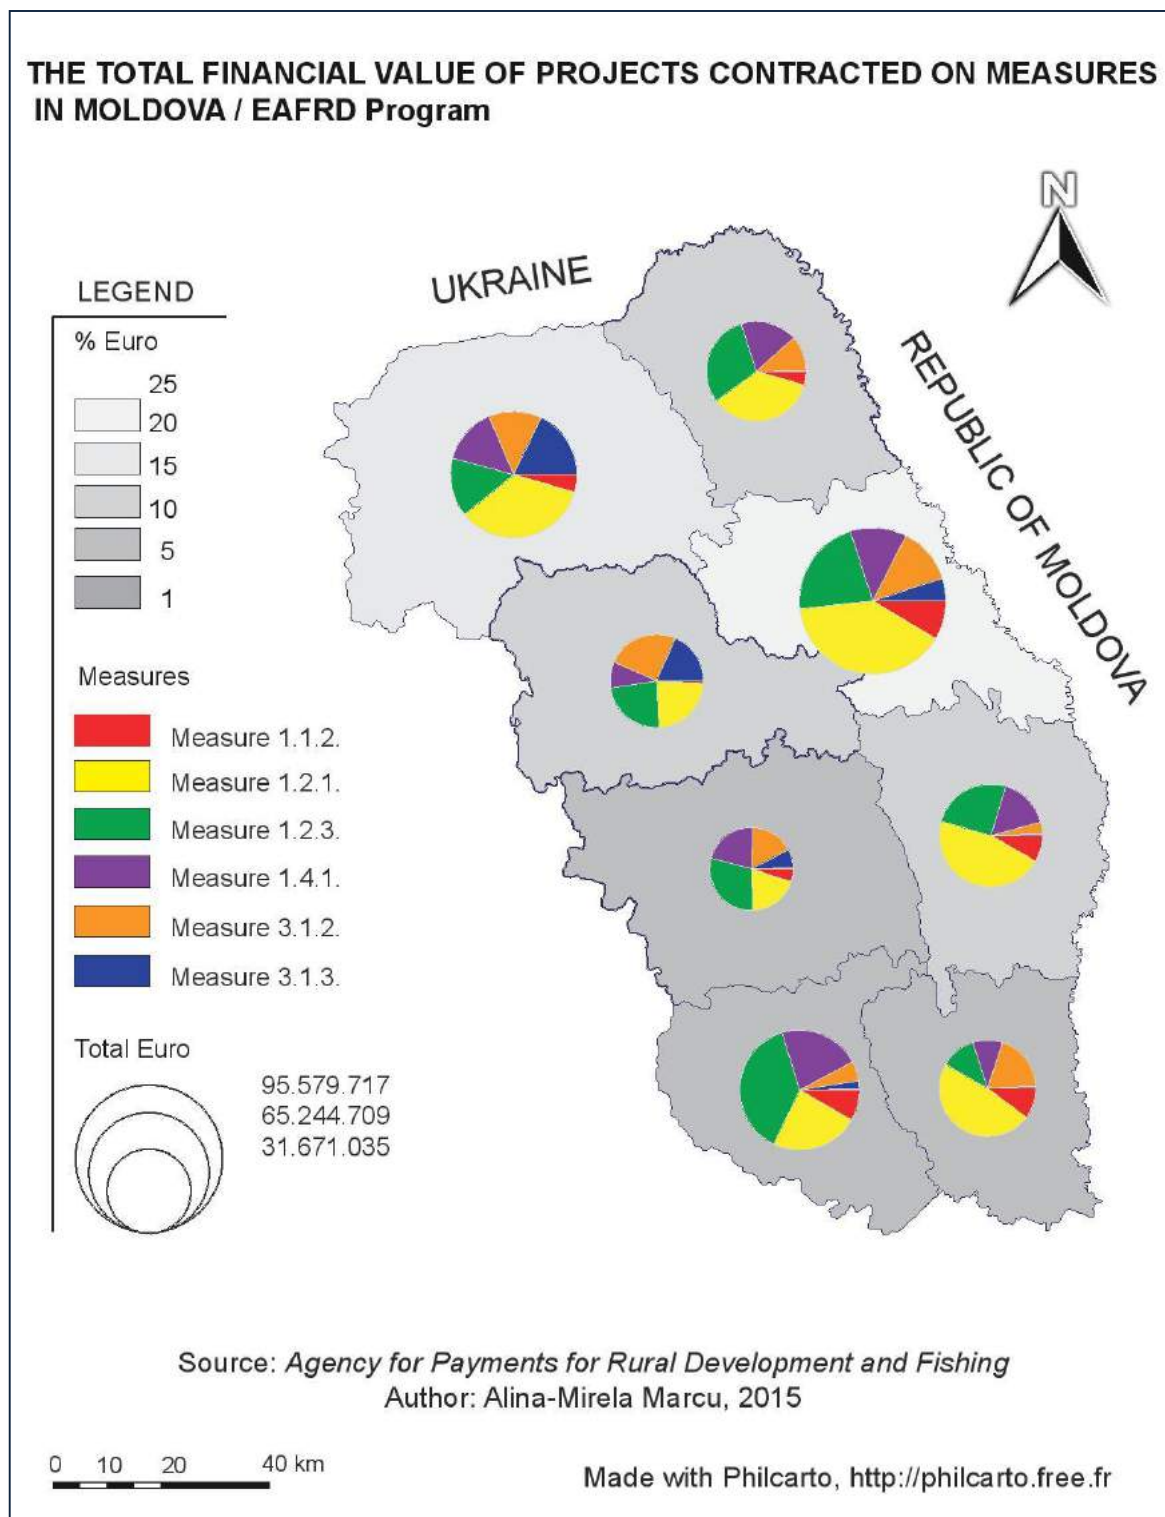 THE TOTAL FINANCIAL VALUE OF PROJECTS CONTRACTED ON MEASURES
IN MOLDOVA / EAFRD Program
N
UKRAINE
REPUBLIC OF MOLDOVA
LEGEND
% Euro
25
20
15
10
5
1
Measures
Measure 1.1.2.
Measure 1.2.1.
Measure 1.2.3.
Measure 1.4.1.
Measure 3.1.2.
Measure 3.1.3.
Total Euro
95.579.717
65.244.709
31.671.035
Source: Agency for Payments for Rural Development and Fishing
Author: Alina-Mirela Marcu, 2015
0 10 20 40 km
Made with Philcarto, http://philcarto.free.fr